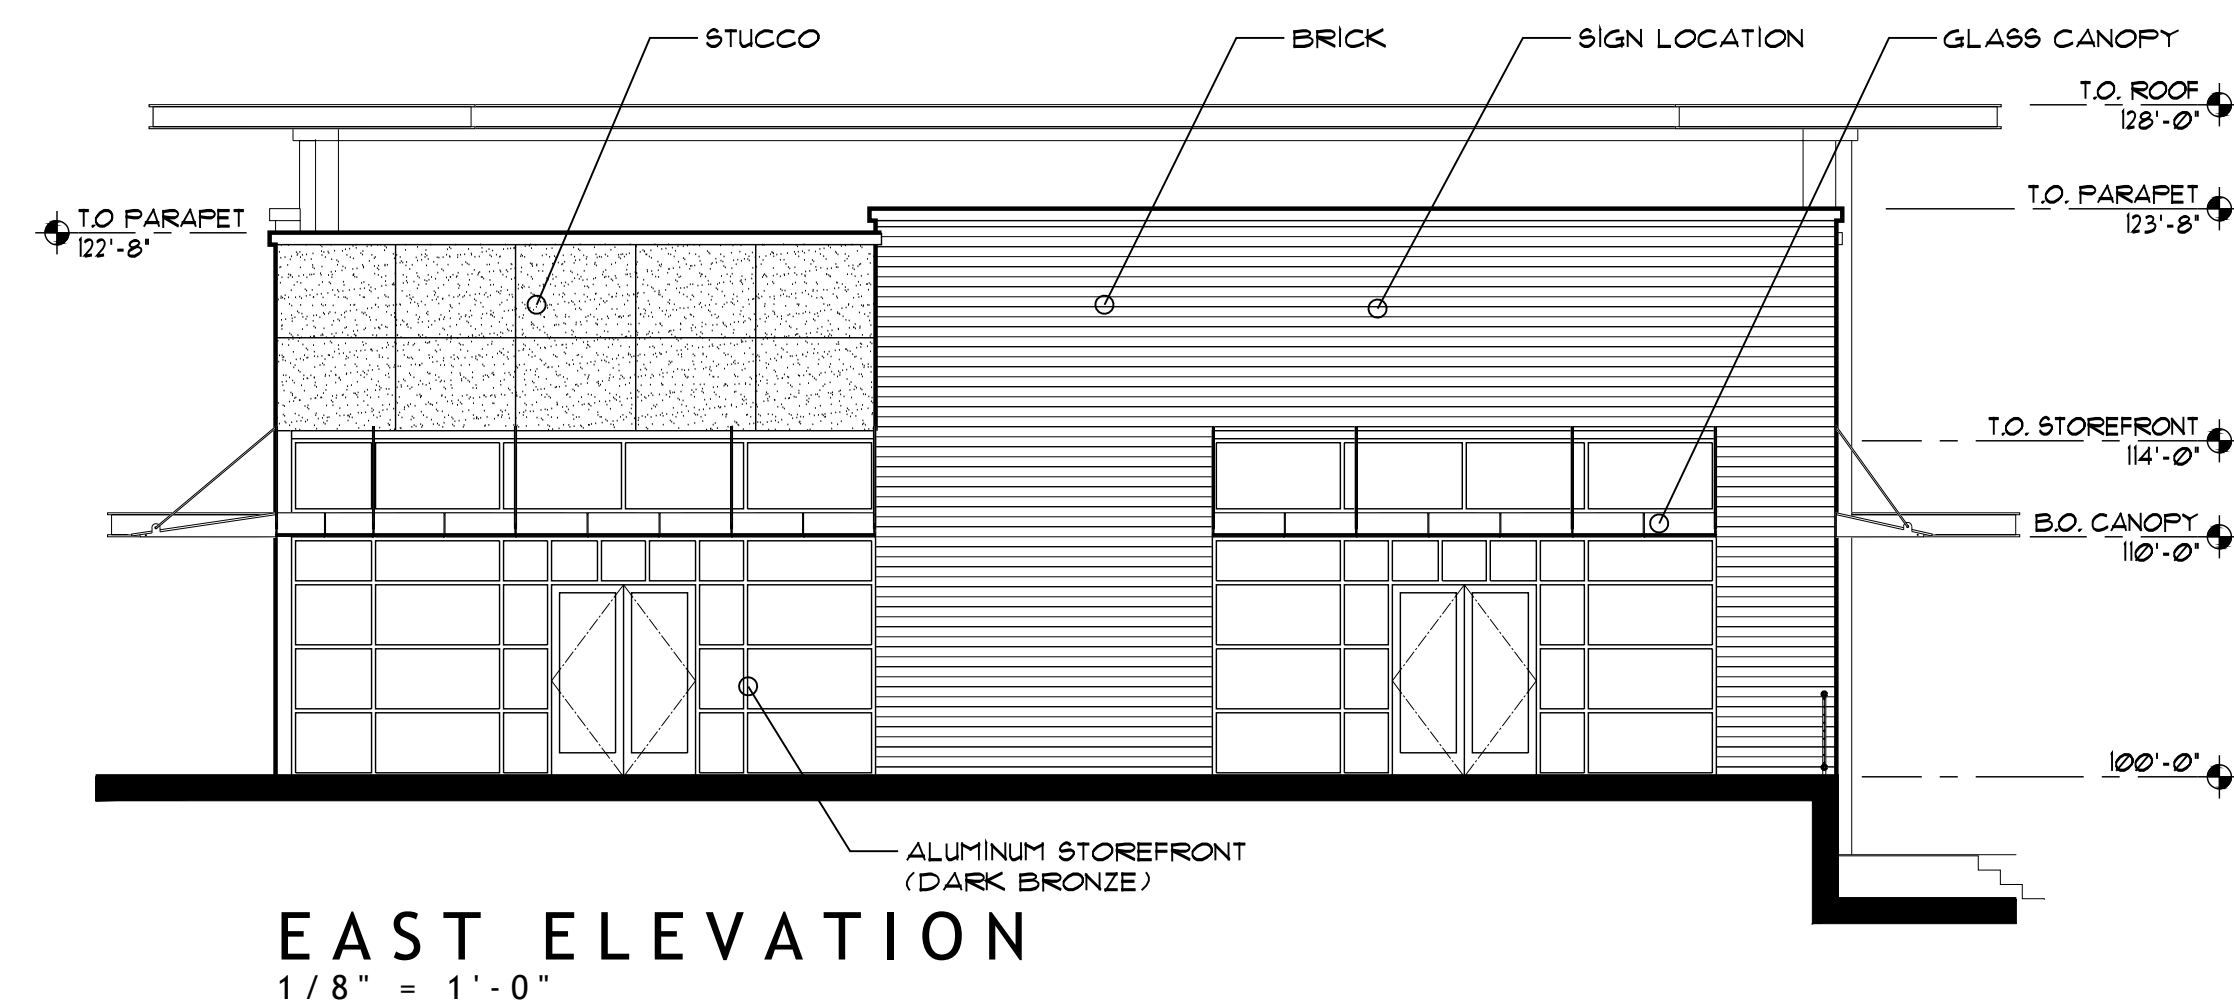 STUCCO
BRICK
SIGN LOCATION
GLASS CANOPY
T.O. ROOF
128'-0"
T.O. PARAPET
123'-8"
T.O PARAPET
122'-8"
T.O. STOREFRONT
114'-0"
B.O. CANOPY
110'-0"
100'-0"
ALUMINUM STOREFRONT
(DARK BRONZE)
EAST ELEVATION
1/8" = 1'-0"